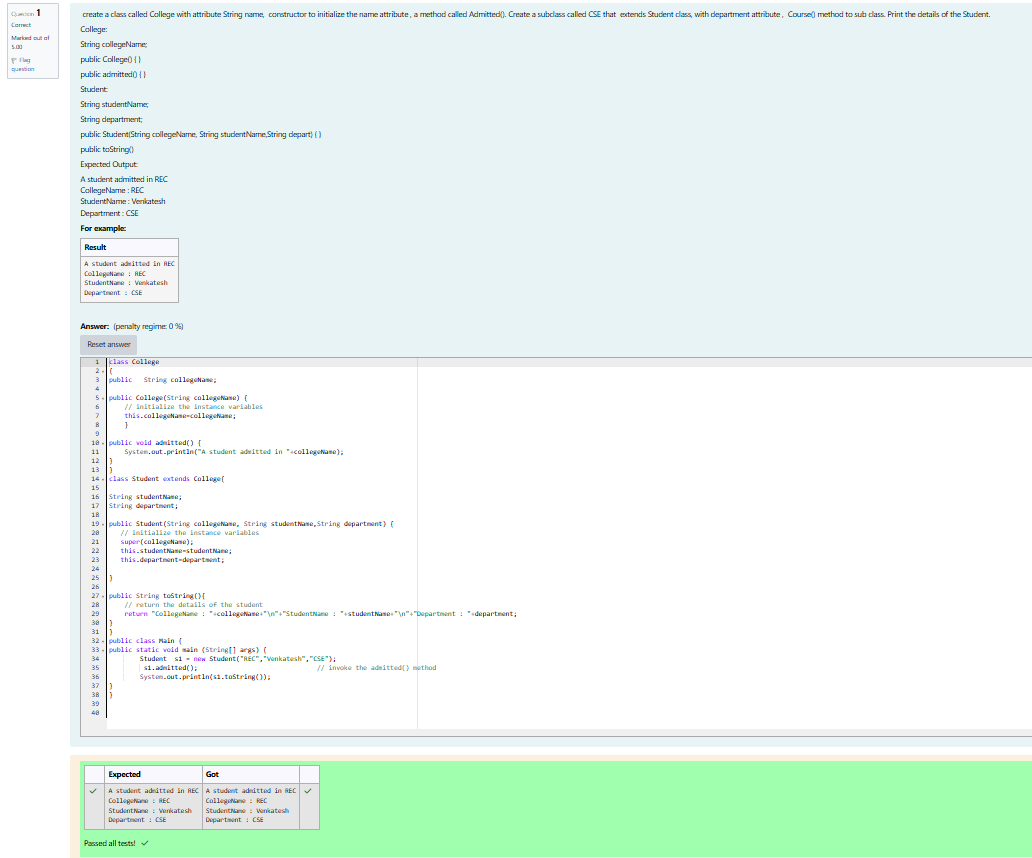 Question 1
Correct
Marked out of
5.00
Flag
question
create a class called College with attribute String name, constructor to initialize the name attribute , a method called Admitted(). Create a subclass called CSE that extends Student class, with department attribute , Course() method to sub class. Print the details of the Student.
College:
String collegeName;
public College() { }
public admitted() { }
Student:
String studentName;
String department;
public Student(String collegeName, String studentName,String depart) { }
public toString()
Expected Output:
A student admitted in REC
CollegeName : REC
StudentName : Venkatesh
Department : CSE
For example:
Result
A student admitted in REC
CollegeName : REC
StudentName : Venkatesh
Department : CSE
Answer: (penalty regime: 0 %)
Reset answer
1 class College
2 {
3 public   String collegeName;
4
5 public College(String collegeName) {
6     // initialize the instance variables
7     this.collegeName=collegeName;
8     }
9
10 public void admitted() {
11     System.out.println("A student admitted in "+collegeName);
12 }
13 }
14 class Student extends College{
15
16 String studentName;
17 String department;
18
19 public Student(String collegeName, String studentName,String department) {
20    // initialize the instance variables
21    super(collegeName);
22    this.studentName=studentName;
23    this.department=department;
24
25 }
26
27 public String toString(){
28     // return the details of the student
29     return "CollegeName : "+collegeName+"\n"+"StudentName : "+studentName+"\n"+"Department : "+department;
30 }
31 }
32 public class Main {
33 public static void main (String[] args) {
34         Student  s1 = new Student("REC","Venkatesh","CSE");
35          s1.admitted();                               // invoke the admitted() method
36         System.out.println(s1.toString());
37 }
38 }
39
40
Expected Got
A student admitted in REC A student admitted in REC
CollegeName : REC CollegeName : REC
StudentName : Venkatesh StudentName : Venkatesh
Department : CSE Department : CSE
Passed all tests!